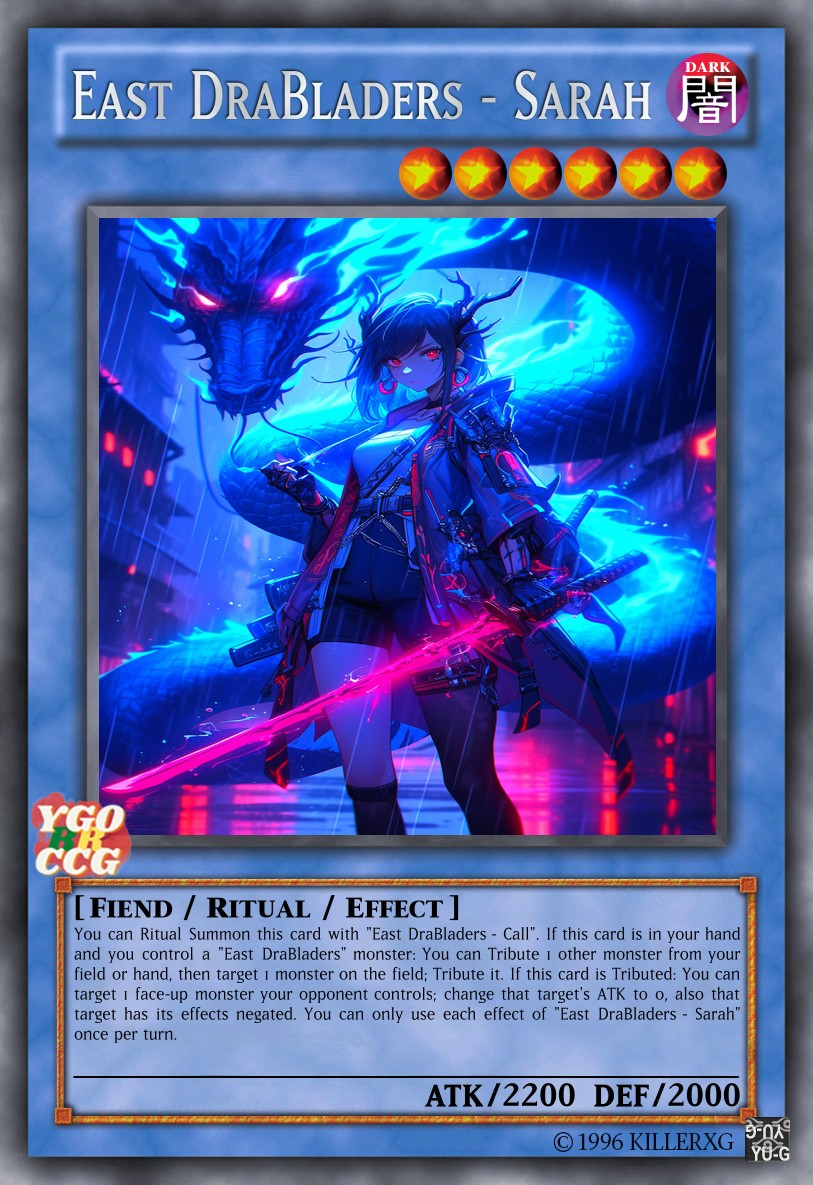 East DraBladers - Sarah
DARK
闇
YGO
BR
CCG
[ Fiend / Ritual / Effect ]
You can Ritual Summon this card with "East DraBladers - Call". If this card is in your hand
and you control a "East DraBladers" monster: You can Tribute 1 other monster from your
field or hand, then target 1 monster on the field; Tribute it. If this card is Tributed: You can
target 1 face-up monster your opponent controls; change that target's ATK to 0, also that
target has its effects negated. You can only use each effect of "East DraBladers - Sarah"
once per turn.
ATK/2200 DEF/2000
© 1996 KILLERXG
YU-G